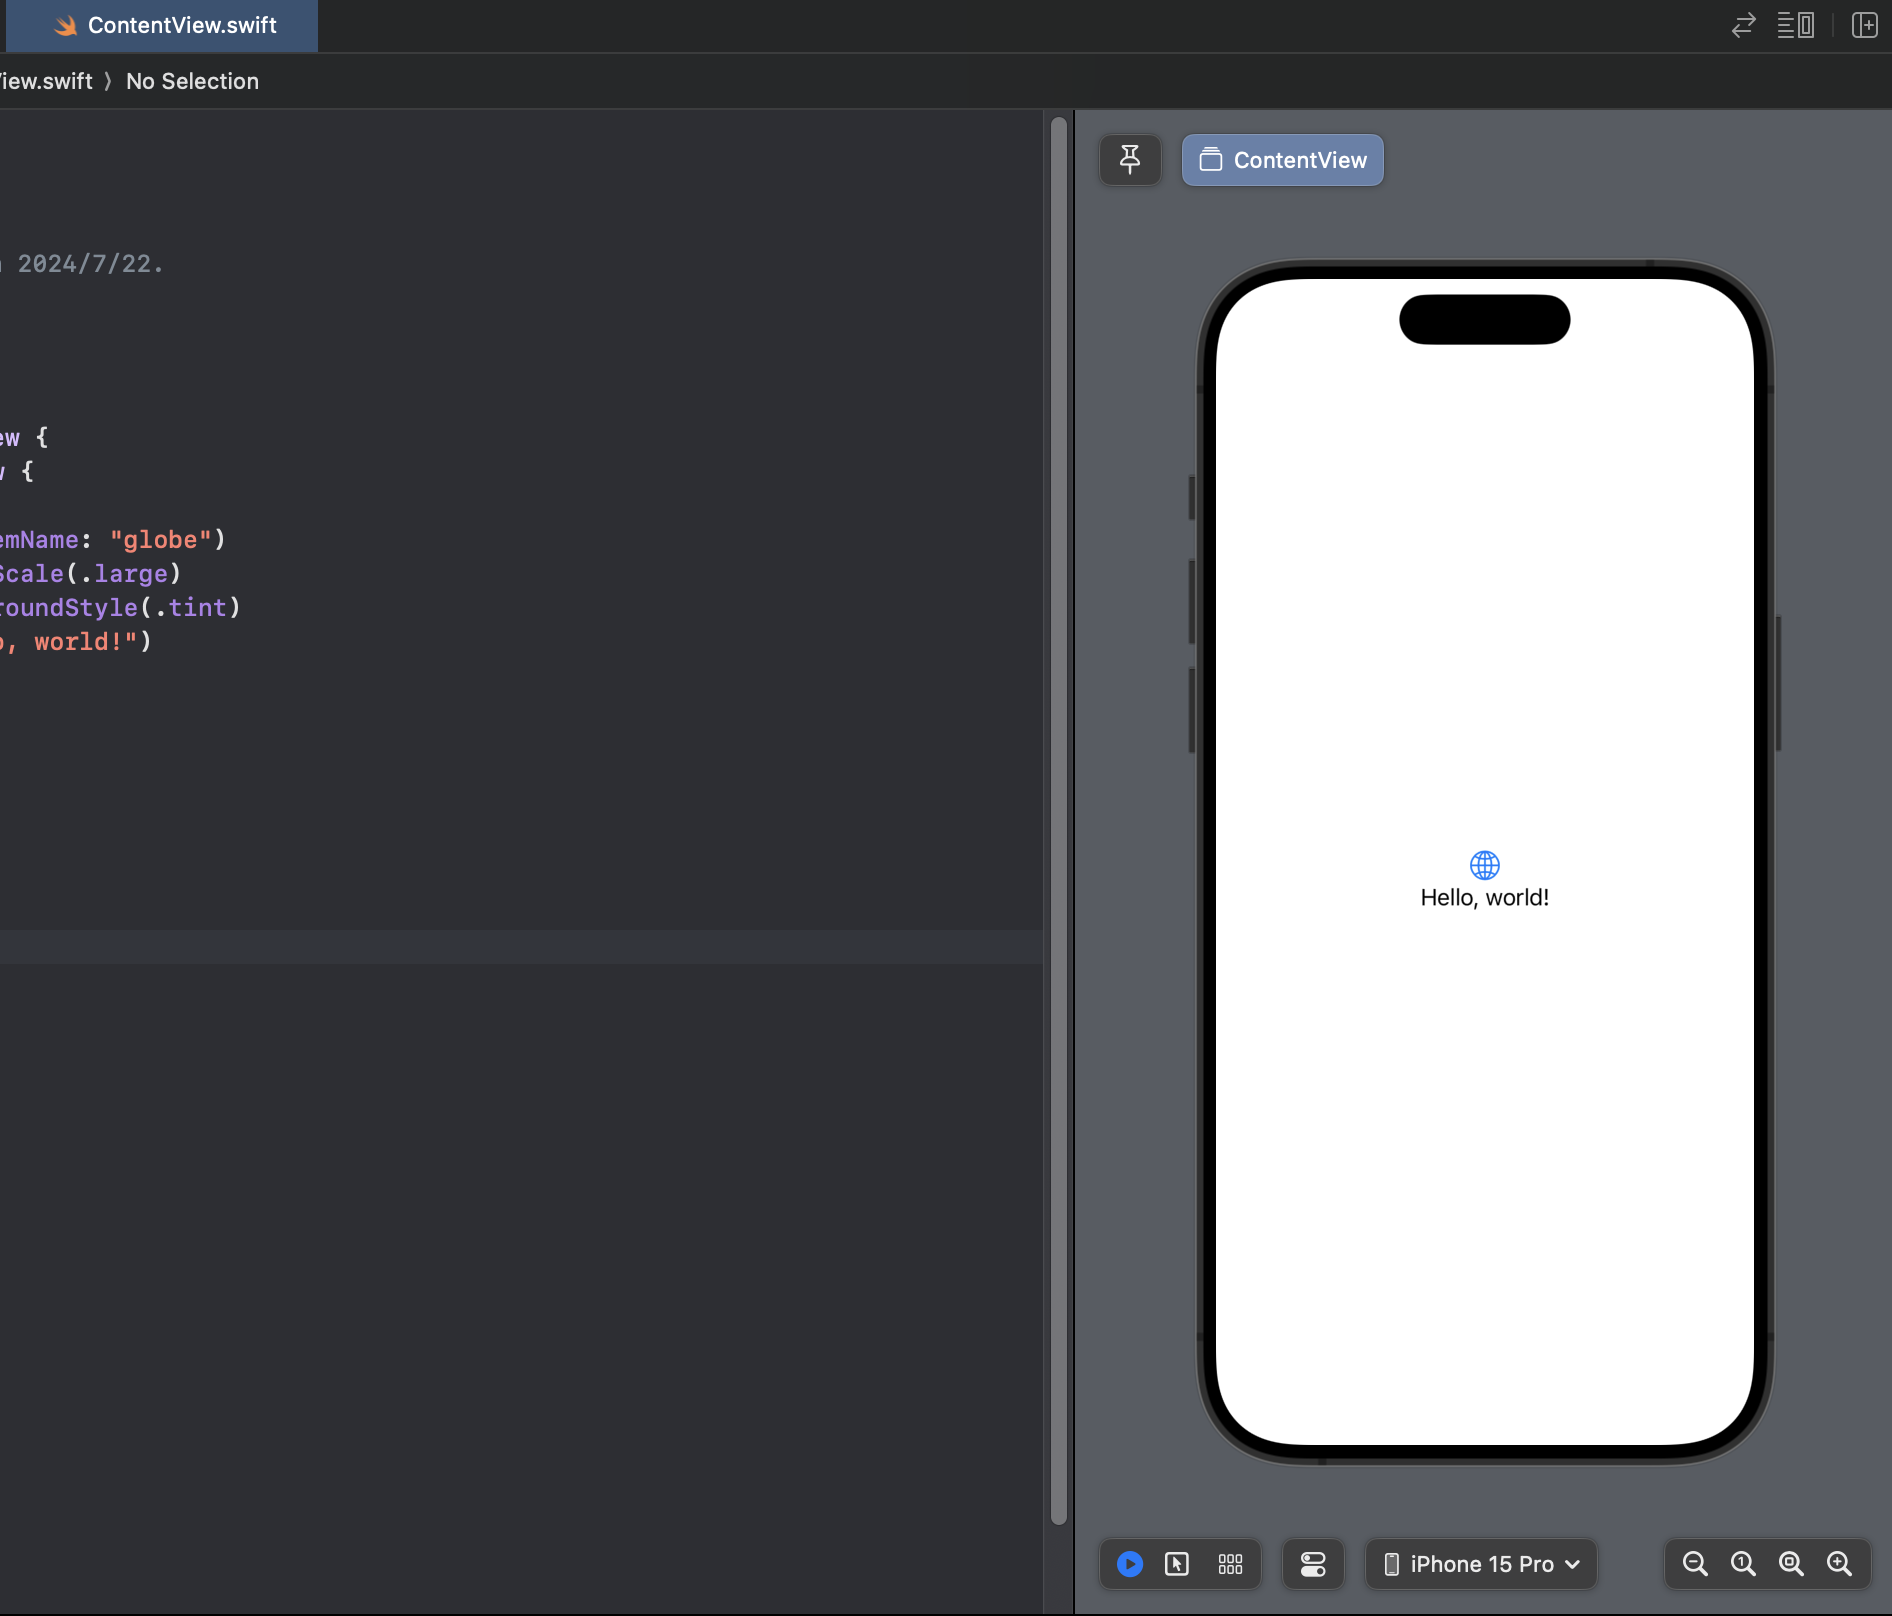 ContentView.swift
iew.swift 〉 No Selection
ContentView
2024/7/22.
ew {
{
emName: "globe")
Scale(.large)
roundStyle(.tint)
o, world!")
Hello, world!
iPhone 15 Pro